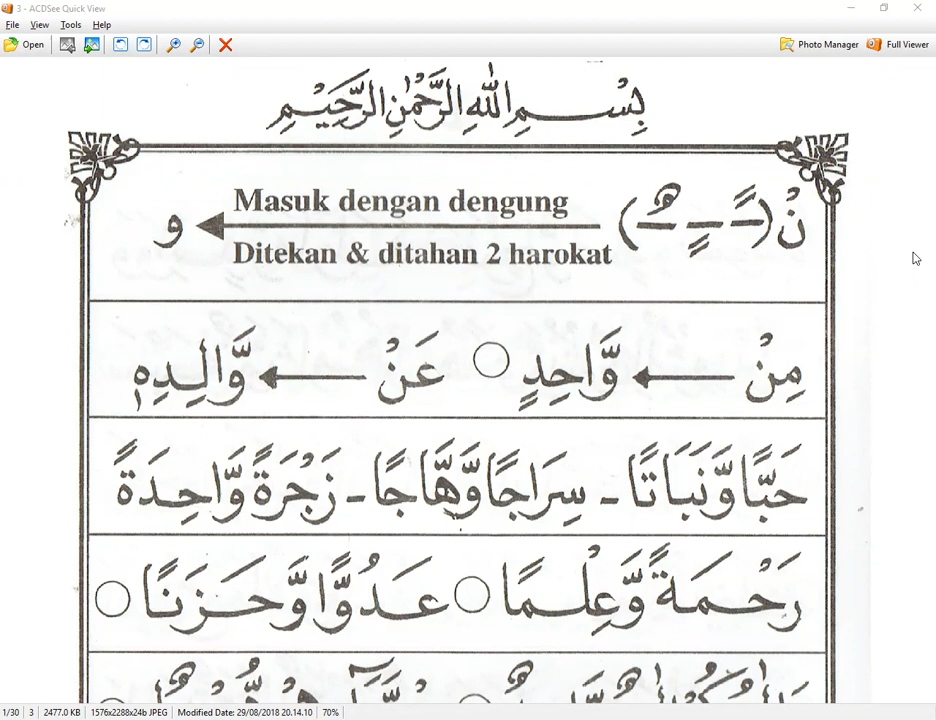 3 - ACDSee Quick View
File View Tools Help
Open Photo Manager Full Viewer
بِسْمِ اللهِ الرَّحْمٰنِ الرَّحِيْمِ
نْ (ـًـ ـٍـ ـٌـ) Masuk dengan dengung و
Ditekan & ditahan 2 harokat
مِنْ وَّاحِدٍ ○ عَنْ وَّالِدِهٖ
حَبًّا وَّنَبَاتًا - سِرَاجًا وَّهَّاجًا - زَجْرَةً وَّاحِدَةً
رَحْمَةً وَّعِلْمًا ○ عَدُوًّا وَّحَزَنًا ○
1/30 3 2477.0 KB 1576x2288x24b JPEG Modified Date: 29/08/2018 20.14.10 70%